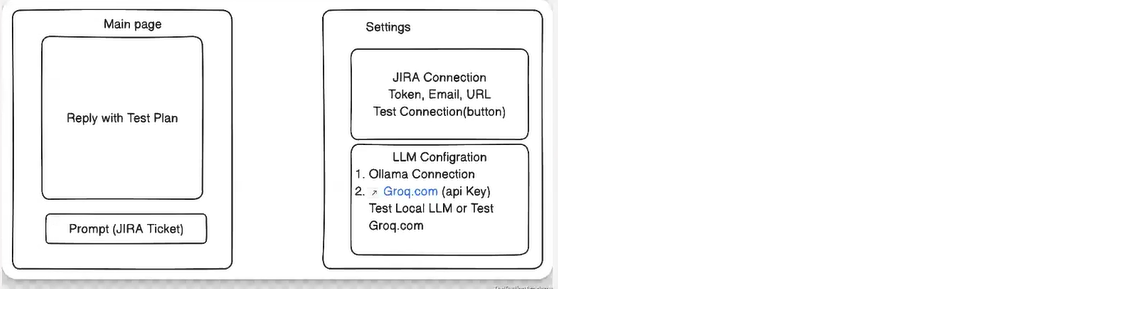 Main page
Reply with Test Plan
Prompt (JIRA Ticket)
Settings
JIRA Connection
Token, Email, URL
Test Connection(button)
LLM Configration
1. Ollama Connection
2. ↗ Groq.com (api Key)
Test Local LLM or Test
Groq.com